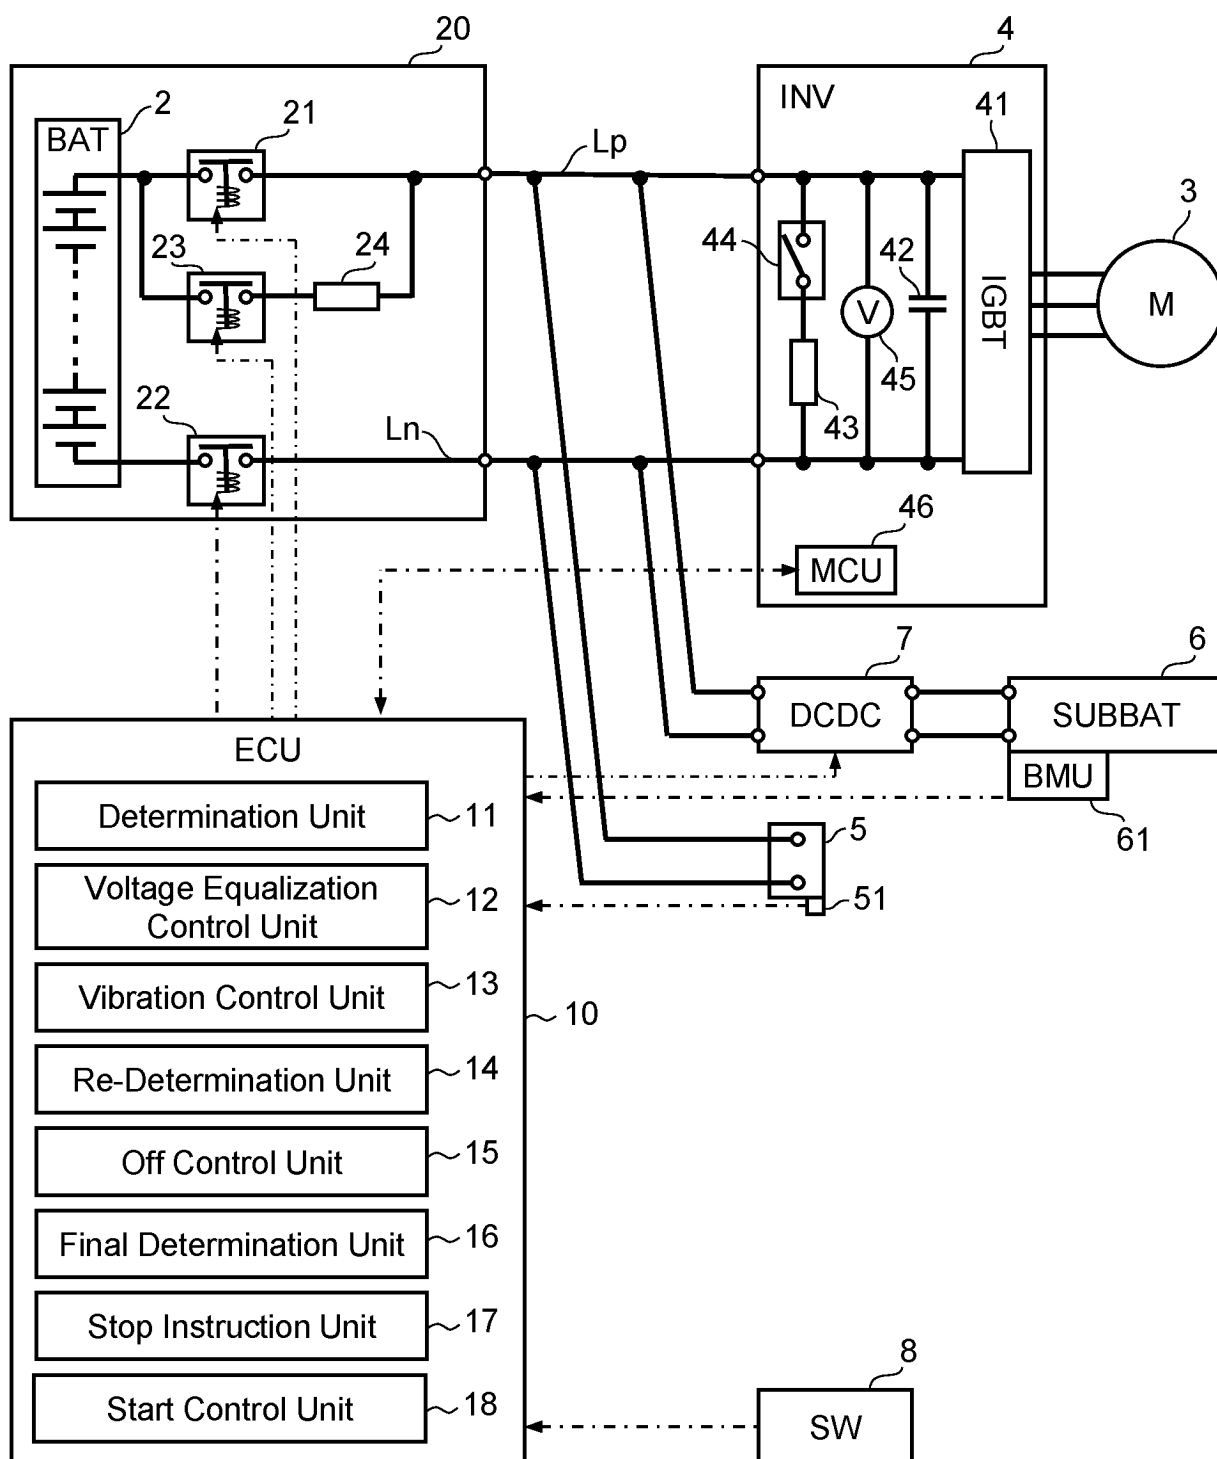 20
4
2
BAT
21
Lp
INV
41
3
23
24
44
42
V
IGBT
M
45
43
22
Ln
46
MCU
7
6
DCDC
SUBBAT
BMU
61
5
51
ECU
Determination Unit
11
Voltage Equalization
Control Unit
12
Vibration Control Unit
13
10
Re-Determination Unit
14
Off Control Unit
15
Final Determination Unit
16
Stop Instruction Unit
17
Start Control Unit
18
8
SW